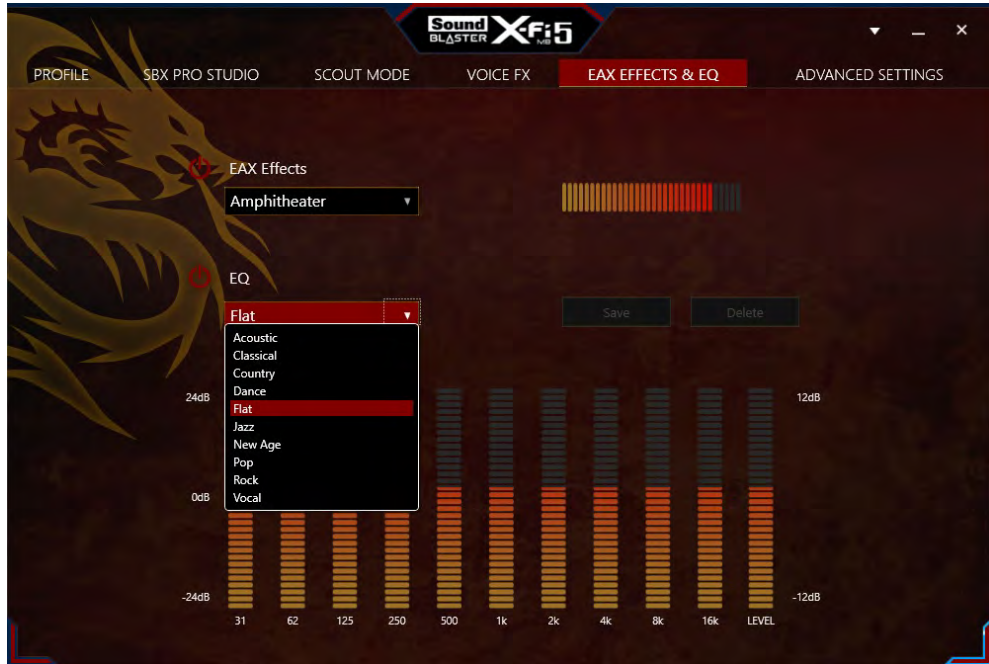 Sound BLASTER X-Fi MB 5
PROFILE SBX PRO STUDIO SCOUT MODE VOICE FX EAX EFFECTS & EQ ADVANCED SETTINGS
EAX Effects
Amphitheater
EQ
Flat Save Delete
Acoustic
Classical
Country
Dance
24dB 12dB
Flat
Jazz
New Age
Pop
Rock
0dB Vocal
-24dB -12dB
31 62 125 250 500 1k 2k 4k 8k 16k LEVEL